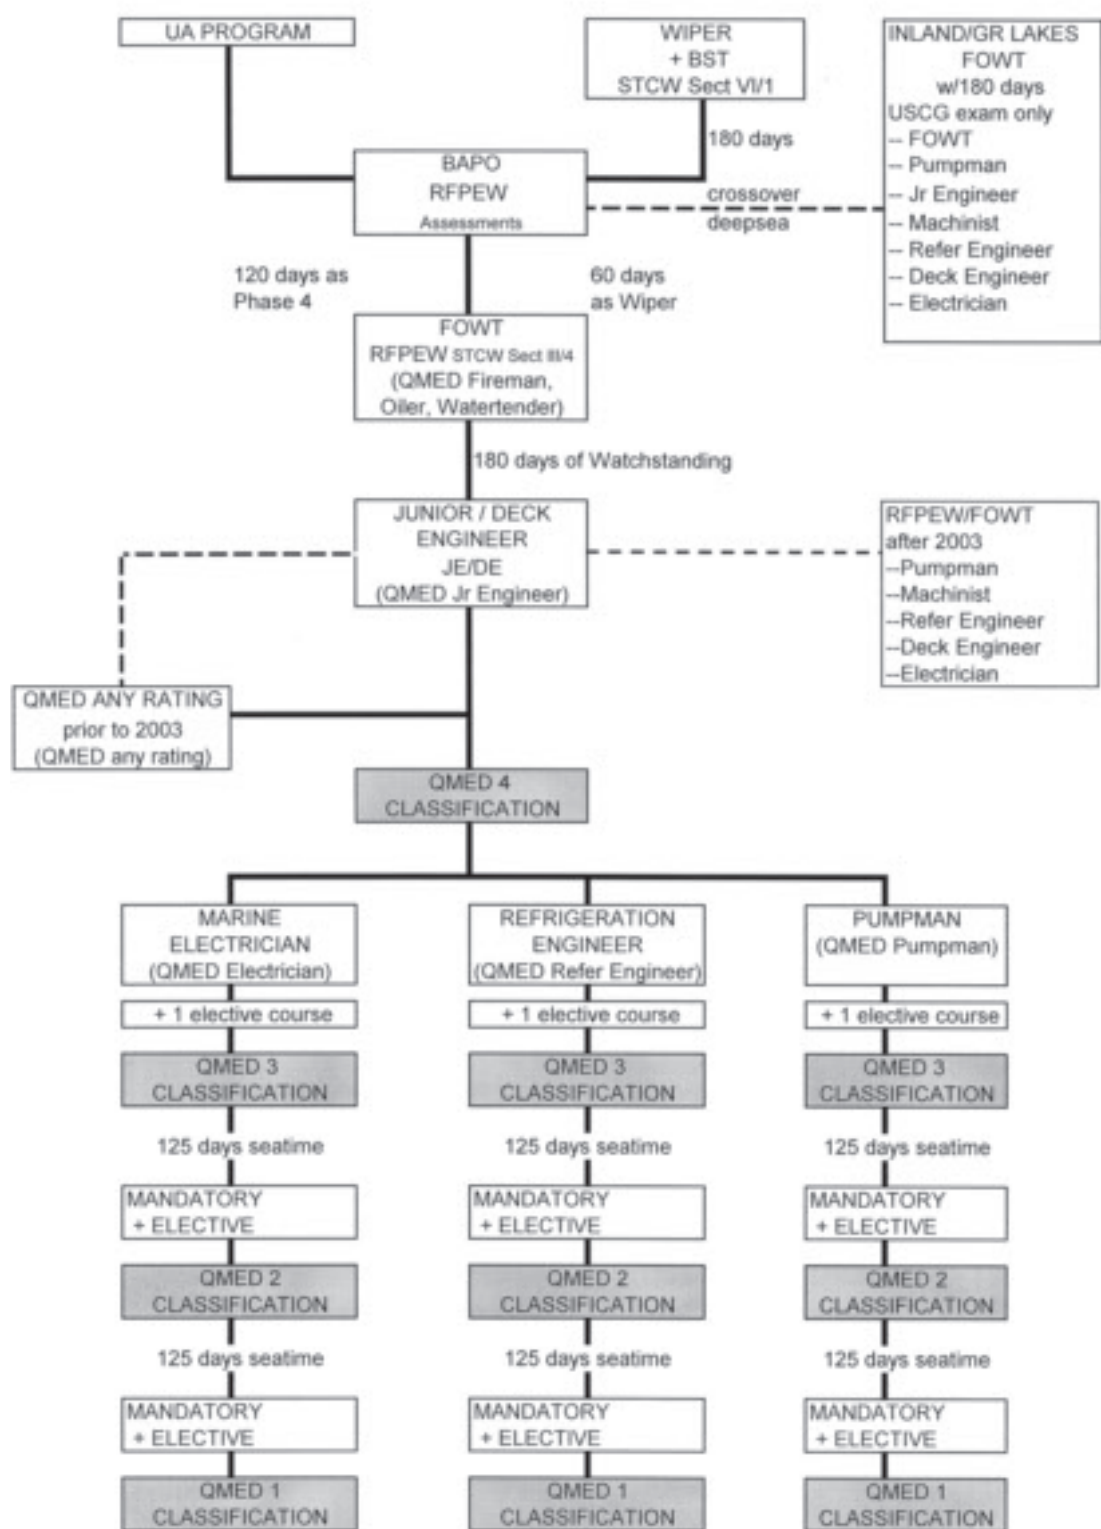 UA PROGRAM
WIPER
+ BST
STCW Sect VI/1
INLAND/GR LAKES
FOWT
w/180 days
USCG exam only
-- FOWT
-- Pumpman
-- Jr Engineer
-- Machinist
-- Refer Engineer
-- Deck Engineer
-- Electrician
180 days
BAPO
RFPEW
Assessments
crossover
deepsea
120 days as
Phase 4
60 days
as Wiper
FOWT
RFPEW STCW Sect III/4
(QMED Fireman,
Oiler, Watertender)
180 days of Watchstanding
JUNIOR / DECK
ENGINEER
JE/DE
(QMED Jr Engineer)
RFPEW/FOWT
after 2003
--Pumpman
--Machinist
--Refer Engineer
--Deck Engineer
--Electrician
QMED ANY RATING
prior to 2003
(QMED any rating)
QMED 4
CLASSIFICATION
MARINE
ELECTRICIAN
(QMED Electrician)
REFRIGERATION
ENGINEER
(QMED Refer Engineer)
PUMPMAN
(QMED Pumpman)
+ 1 elective course
+ 1 elective course
+ 1 elective course
QMED 3
CLASSIFICATION
QMED 3
CLASSIFICATION
QMED 3
CLASSIFICATION
125 days seatime
125 days seatime
125 days seatime
MANDATORY
+ ELECTIVE
MANDATORY
+ ELECTIVE
MANDATORY
+ ELECTIVE
QMED 2
CLASSIFICATION
QMED 2
CLASSIFICATION
QMED 2
CLASSIFICATION
125 days seatime
125 days seatime
125 days seatime
MANDATORY
+ ELECTIVE
MANDATORY
+ ELECTIVE
MANDATORY
+ ELECTIVE
QMED 1
CLASSIFICATION
QMED 1
CLASSIFICATION
QMED 1
CLASSIFICATION